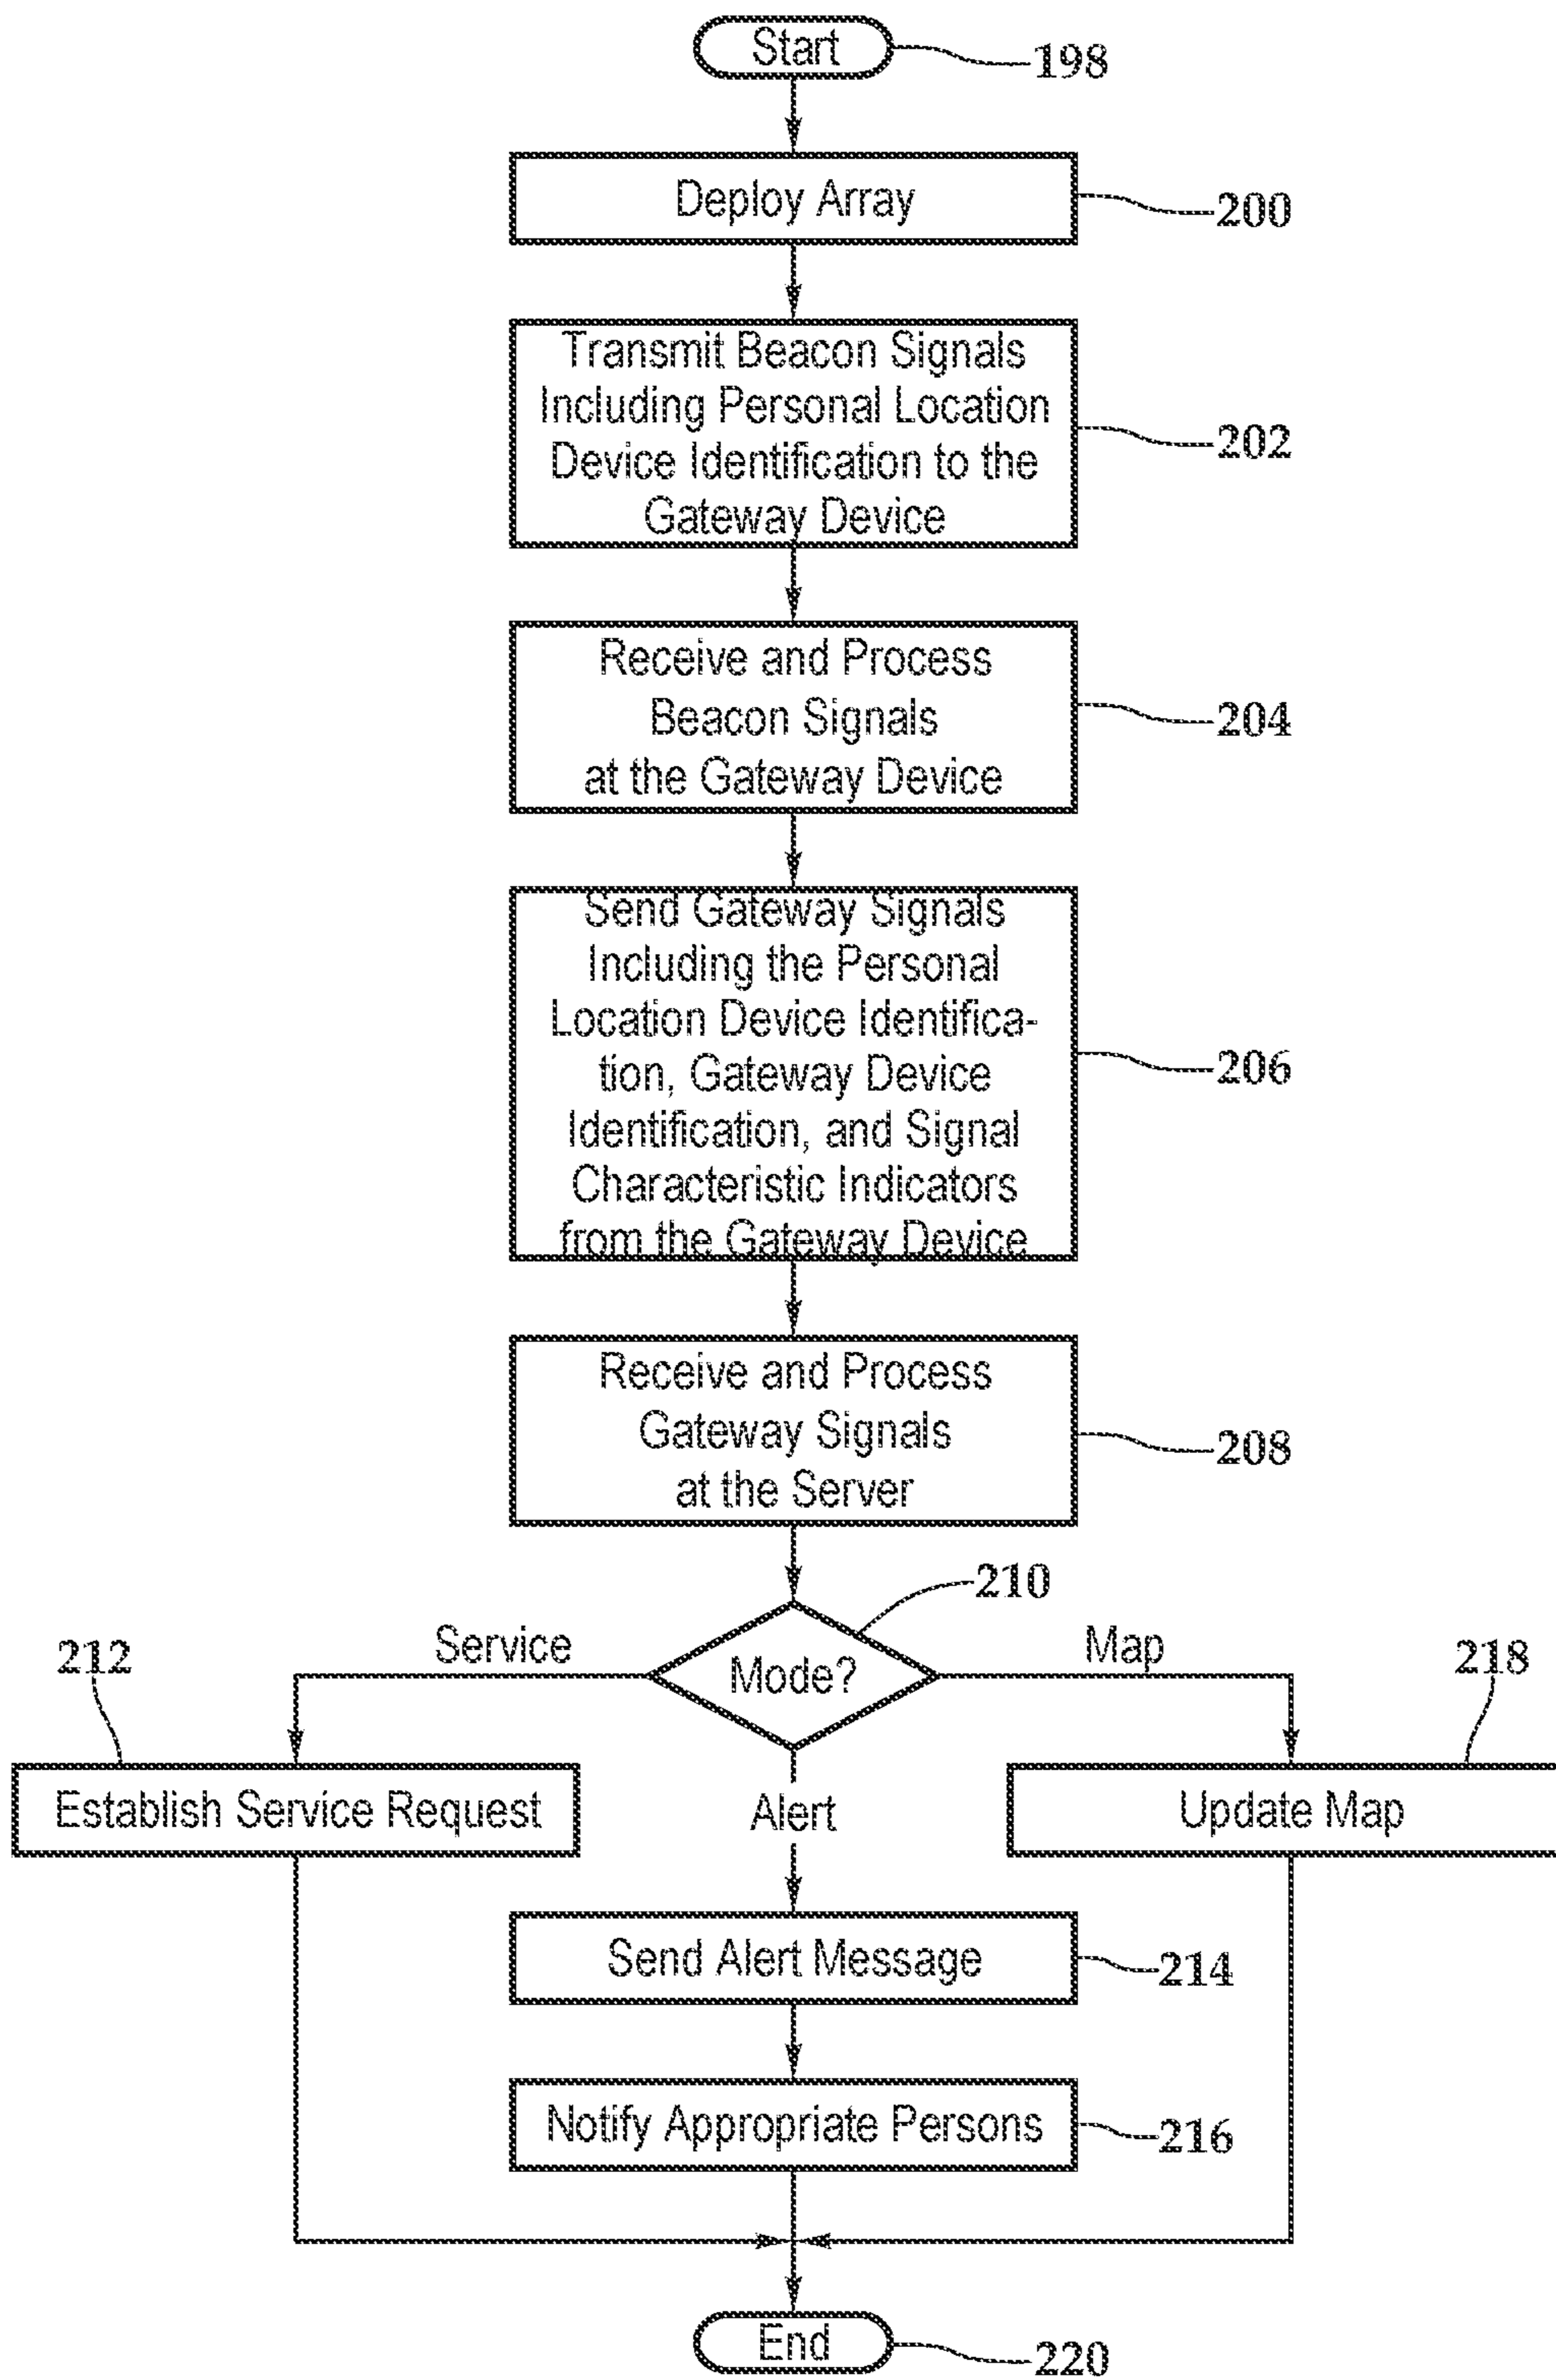 Start
198
Deploy Array
200
Transmit Beacon Signals
Including Personal Location
Device Identification to the
Gateway Device
202
Receive and Process
Beacon Signals
at the Gateway Device
204
Send Gateway Signals
Including the Personal
Location Device Identifica-
tion, Gateway Device
Identification, and Signal
Characteristic Indicators
from the Gateway Device
206
Receive and Process
Gateway Signals
at the Server
208
210
Mode?
Service
Map
212
218
Establish Service Request
Alert
Update Map
Send Alert Message
214
Notify Appropriate Persons
216
End
220